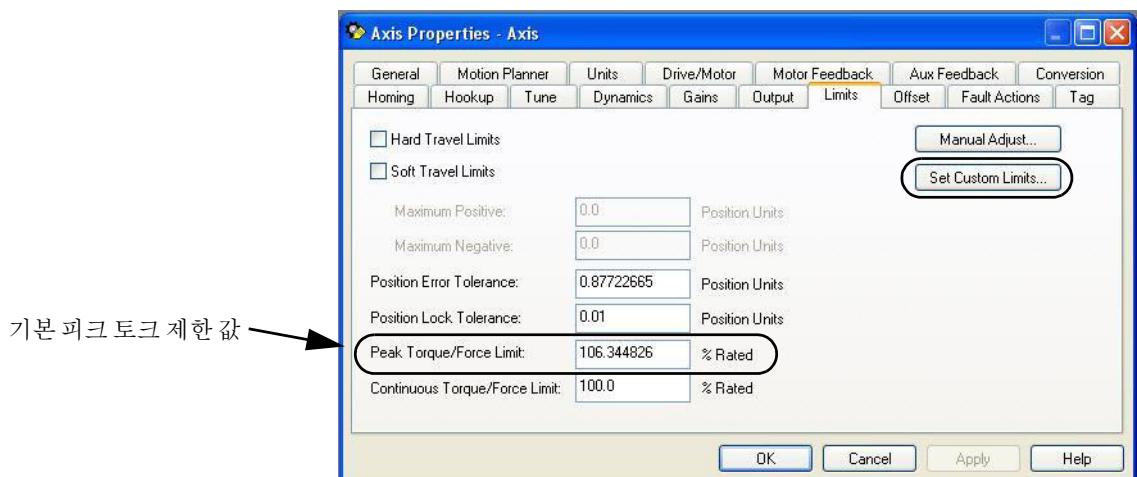 Axis Properties - Axis
General Motion Planner Units Drive/Motor Motor Feedback Aux Feedback Conversion
Homing Hookup Tune Dynamics Gains Output Limits Offset Fault Actions Tag
Hard Travel Limits
Manual Adjust...
Soft Travel Limits
Set Custom Limits...
Maximum Positive: 0.0 Position Units
Maximum Negative: 0.0 Position Units
Position Error Tolerance: 0.87722665 Position Units
Position Lock Tolerance: 0.01 Position Units
기본 피크 토크 제한 값
Peak Torque/Force Limit: 106.344826 % Rated
Continuous Torque/Force Limit: 100.0 % Rated
OK Cancel Apply Help